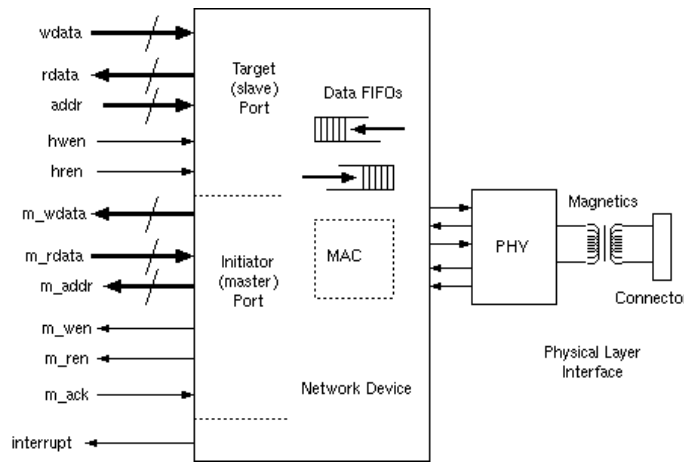 wdata
rdata
addr
hwen
hren
m_wdata
m_rdata
m_addr
m_wen
m_ren
m_ack
interrupt
Target
(slave)
Port
Initiator
(master)
Port
Data FIFOs
MAC
Network Device
PHY
Magnetics
Connecto
Physical Layer
Interface